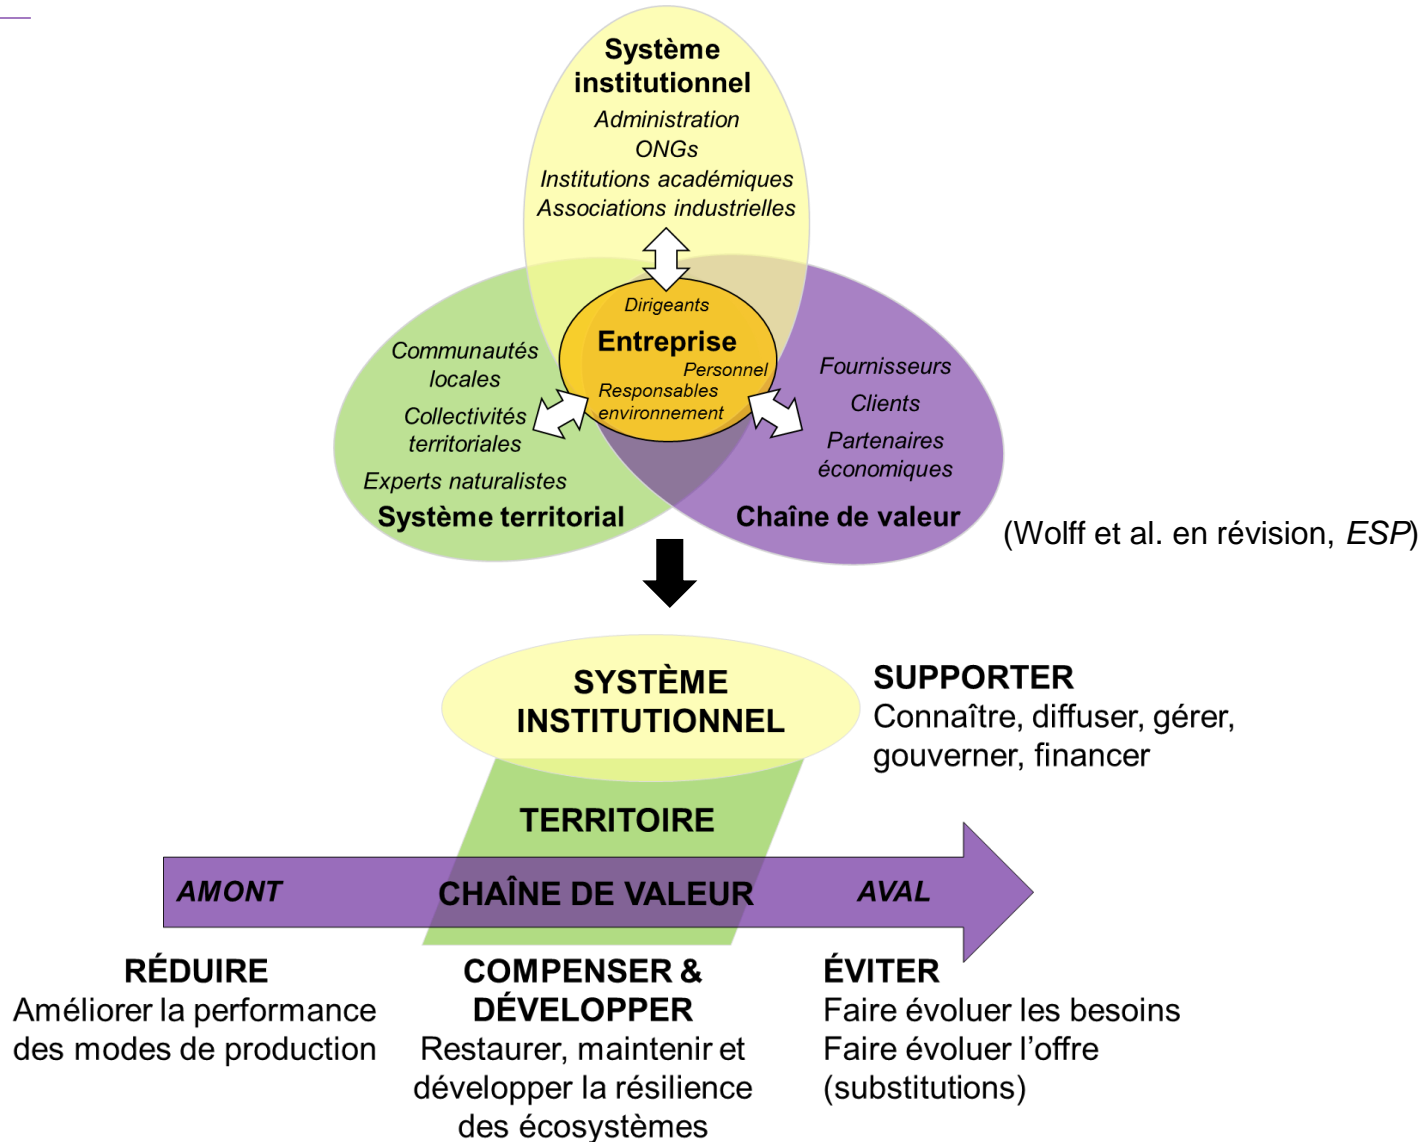 Système
institutionnel
Administration
ONGs
Institutions académiques
Associations industrielles
Dirigeants
Entreprise
Personnel
Responsables
environnement
Communautés
locales
Collectivités
territoriales
Experts naturalistes
Système territorial
Fournisseurs
Clients
Partenaires
économiques
Chaîne de valeur
(Wolff et al. en révision, ESP)
SYSTÈME
INSTITUTIONNEL
SUPPORTER
Connaître, diffuser, gérer,
gouverner, financer
TERRITOIRE
AMONT
CHAÎNE DE VALEUR
AVAL
RÉDUIRE
Améliorer la performance
des modes de production
COMPENSER &
DÉVELOPPER
Restaurer, maintenir et
développer la résilience
des écosystèmes
ÉVITER
Faire évoluer les besoins
Faire évoluer l’offre
(substitutions)